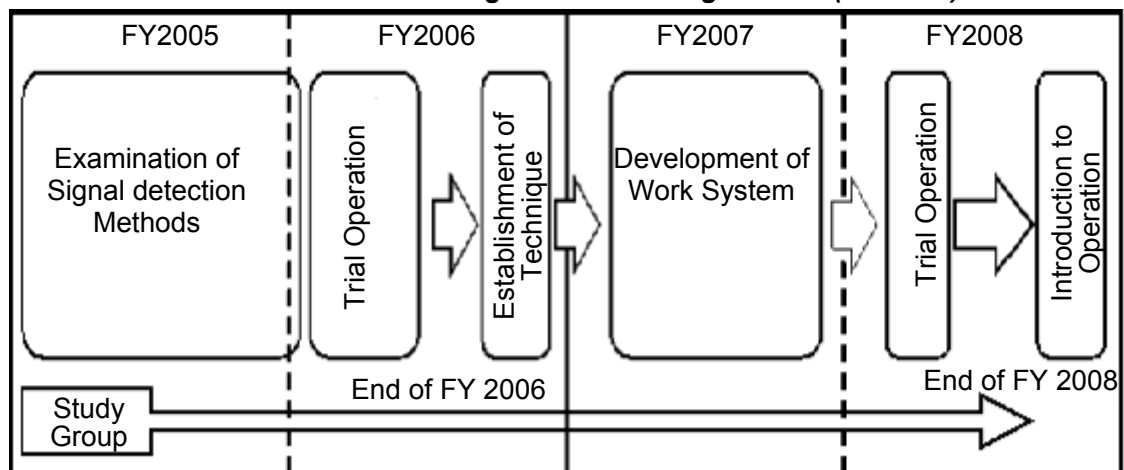 FY2005
FY2006
FY2007
FY2008
Examination of
Signal detection
Methods
Trial Operation
Establishment of
Technique
Development of
Work System
Trial Operation
Introduction to
Operation
End of FY 2006
End of FY 2008
Study
Group